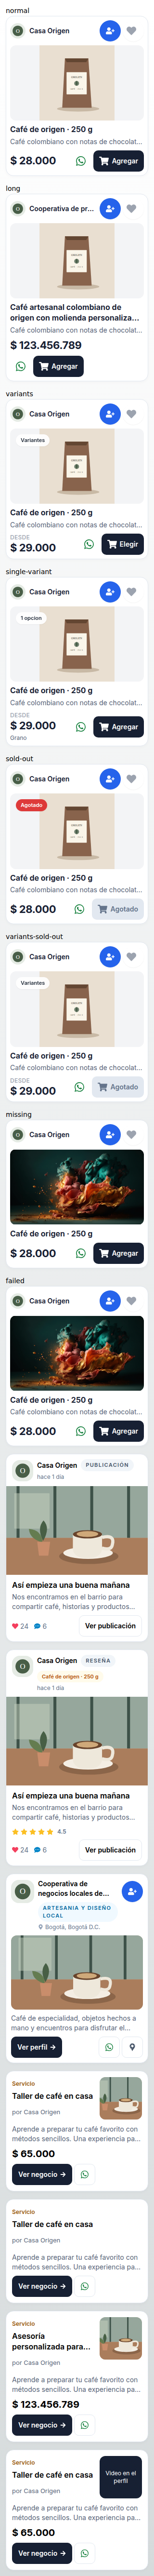 normal
Casa Origen
Café de origen · 250 g
Café colombiano con notas de chocolat...
$ 28.000
Agregar
long
Cooperativa de pr...
Café artesanal colombiano de
origen con molienda personaliza...
Café colombiano con notas de chocolat...
$ 123.456.789
Agregar
variants
Casa Origen
Variantes
Café de origen · 250 g
Café colombiano con notas de chocolat...
DESDE
$ 29.000
Elegir
single-variant
Casa Origen
1 opcion
Café de origen · 250 g
Café colombiano con notas de chocolat...
DESDE
$ 29.000
Agregar
Grano
sold-out
Casa Origen
Agotado
Café de origen · 250 g
Café colombiano con notas de chocolat...
$ 28.000
Agotado
variants-sold-out
Casa Origen
Variantes
Café de origen · 250 g
Café colombiano con notas de chocolat...
DESDE
$ 29.000
Agotado
missing
Casa Origen
Café de origen · 250 g
$ 28.000
Agregar
failed
Casa Origen
Café de origen · 250 g
Café colombiano con notas de chocolat...
$ 28.000
Agregar
Casa Origen PUBLICACIÓN
hace 1 día
Así empieza una buena mañana
Nos encontramos en el barrio para
compartir café, historias y productos...
24 6 Ver publicación
Casa Origen RESEÑA
Café de origen · 250 g
hace 1 día
Así empieza una buena mañana
Nos encontramos en el barrio para
compartir café, historias y productos...
4.5
24 6 Ver publicación
Cooperativa de
negocios locales de...
ARTESANIA Y DISEÑO
LOCAL
Bogotá, Bogotá D.C.
Café de especialidad, objetos hechos a
mano y encuentros para disfrutar el...
Ver perfil →
Servicio
Taller de café en casa
por Casa Origen
Aprende a preparar tu café favorito con
métodos sencillos. Una experiencia pa...
$ 65.000
Ver negocio →
Servicio
Taller de café en casa
por Casa Origen
Aprende a preparar tu café favorito con
métodos sencillos. Una experiencia pa...
Ver negocio →
Servicio
Asesoría
personalizada para...
por Casa Origen
Aprende a preparar tu café favorito con
métodos sencillos. Una experiencia pa...
$ 123.456.789
Ver negocio →
Servicio
Taller de café en casa
Video en el
perfil
por Casa Origen
Aprende a preparar tu café favorito con
métodos sencillos. Una experiencia pa...
$ 65.000
Ver negocio →